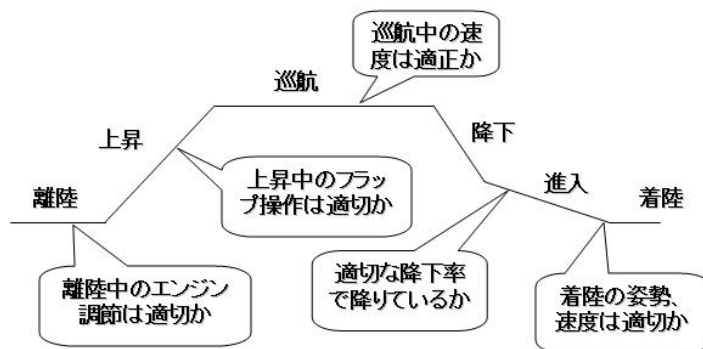 巡航中の速
度は適正か
巡航
上昇
降下
上昇中のフラッ
プ操作は適切か
進入
離陸
着陸
離陸中のエンジン
調節は適切か
適切な降下率
で降りているか
着陸の姿勢、
速度は適切か